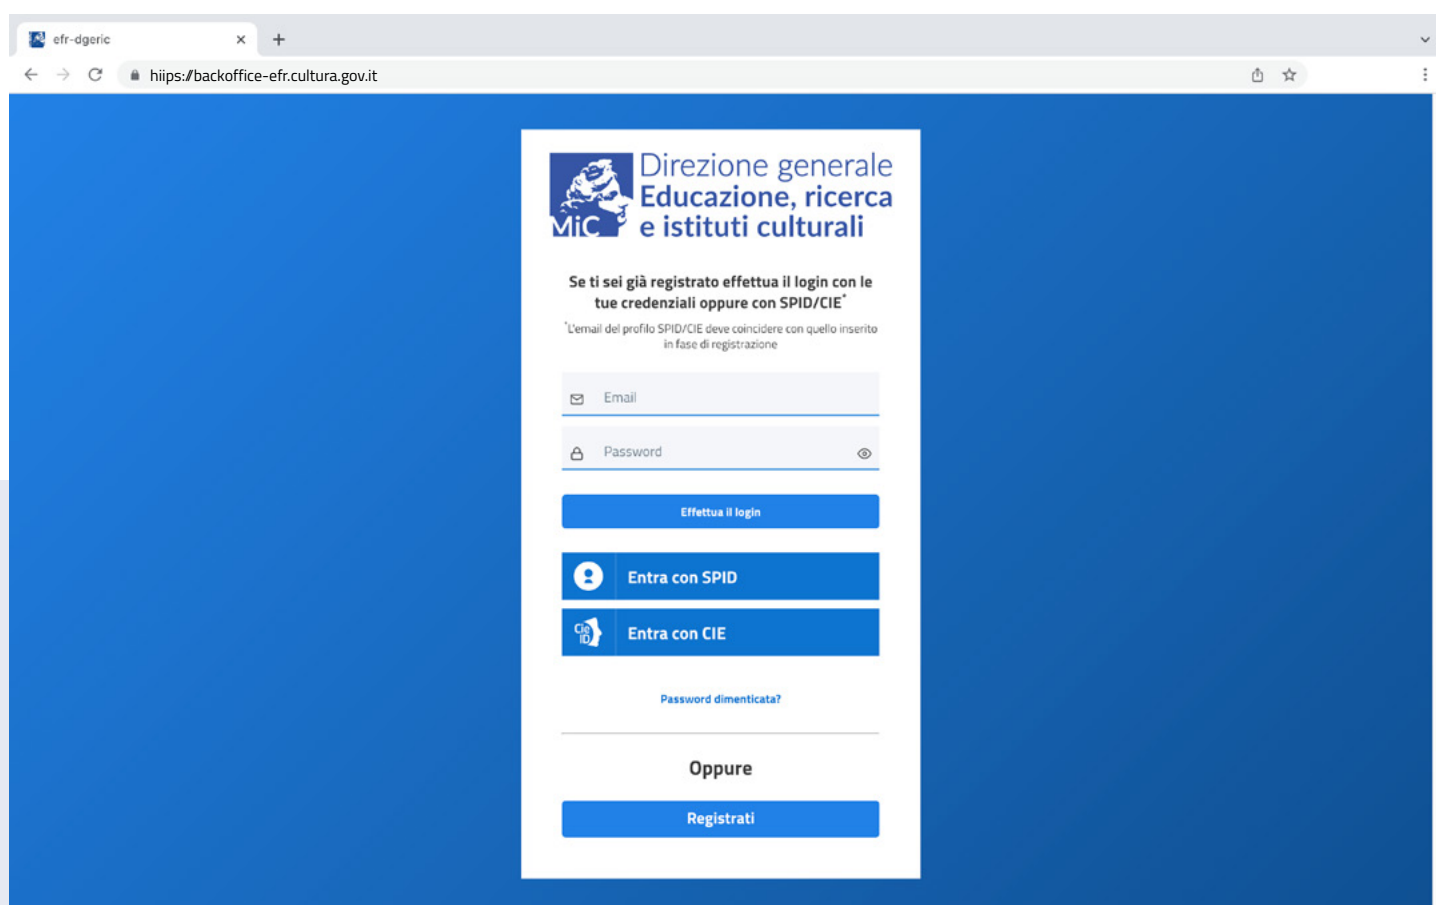 efr-dgeric
hiips://backoffice-efr.cultura.gov.it
MiC
Direzione generale
Educazione, ricerca
e istituti culturali
Se ti sei già registrato effettua il login con le
tue credenziali oppure con SPID/CIE*
*L'email del profilo SPID/CIE deve coincidere con quello inserito
in fase di registrazione
Email
Password
Effettua il login
Entra con SPID
Cie
ID
Entra con CIE
Password dimenticata?
Oppure
Registrati